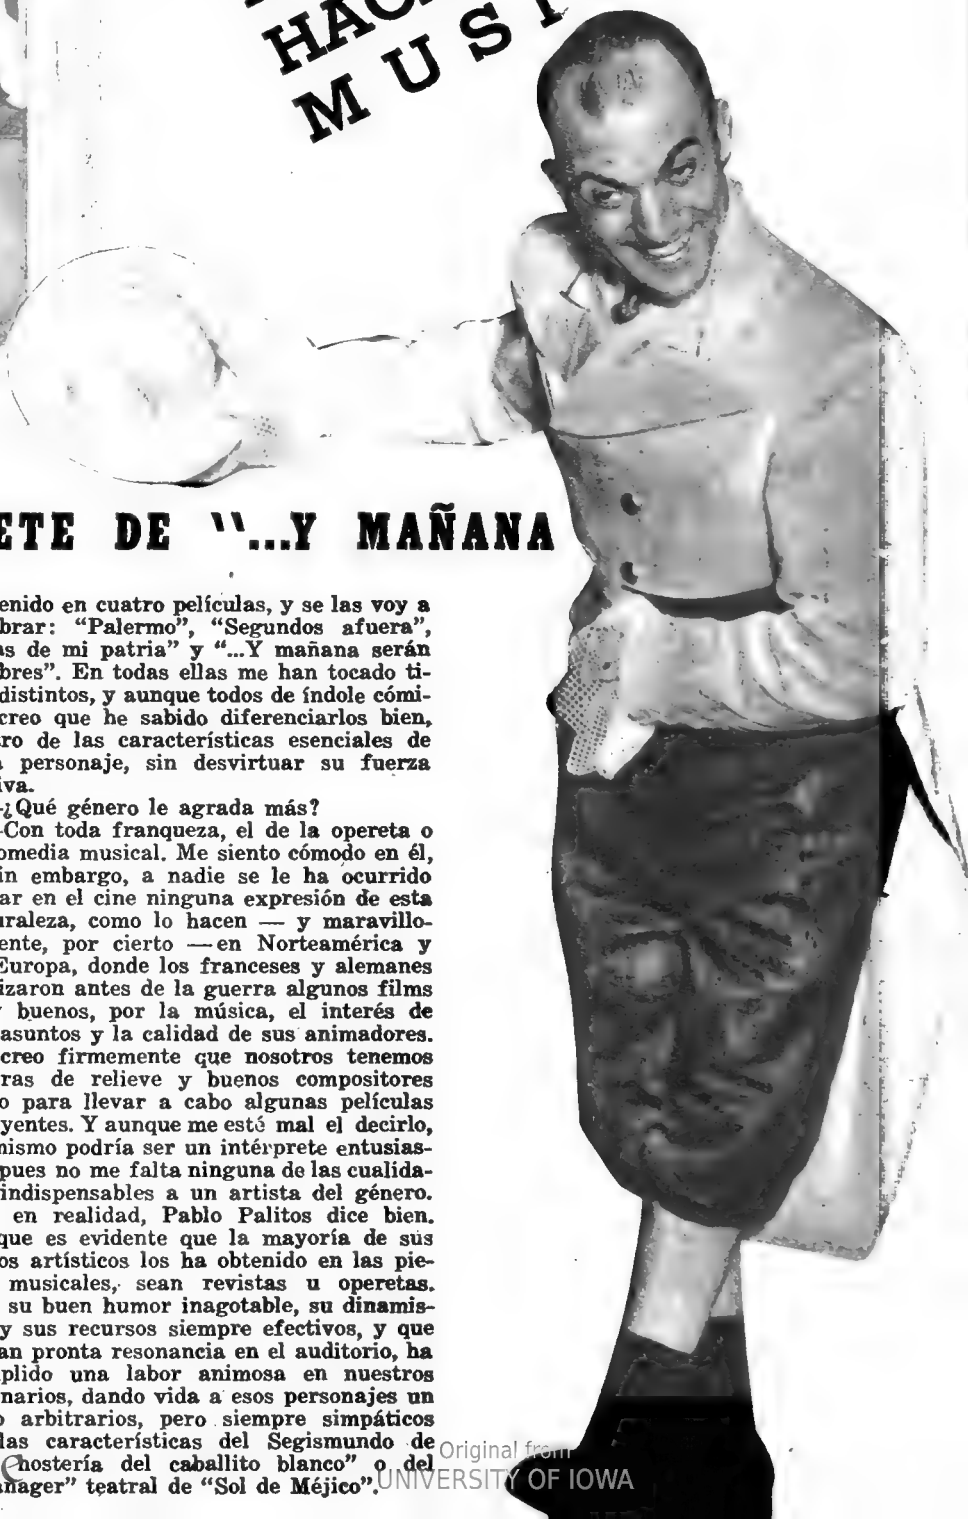 HAC
MUSI
ETE DE “...Y MAÑANA
enido en cuatro películas, y se las voy a
brar: “Palermo”, “Segundos afuera”,
as de mi patria” y “...Y mañana serán
bres”. En todas ellas me han tocado ti-
distintos, y aunque todos de índole cómi-
creo que he sabido diferenciarlos bien,
ro de las características esenciales de
personaje, sin desvirtuar su fuerza
iva.
-¿Qué género le agrada más?
-Con toda franqueza, el de la opereta o
omedia musical. Me siento cómodo en él,
in embargo, a nadie se le ha ocurrido
ar en el cine ninguna expresión de esta
uraleza, como lo hacen — y maravillo-
ente, por cierto — en Norteamérica y
Europa, donde los franceses y alemanes
izaron antes de la guerra algunos films
buenos, por la música, el interés de
asuntos y la calidad de sus animadores.
creo firmemente que nosotros tenemos
ras de relieve y buenos compositores
o para llevar a cabo algunas películas
yentes. Y aunque me esté mal el decirlo,
mismo podría ser un intérprete entusias-
pues no me falta ninguna de las cualida-
indispensables a un artista del género.
en realidad, Pablo Palitos dice bien.
que es evidente que la mayoría de sus
os artísticos los ha obtenido en las pie-
musicales, sean revistas u operetas.
su buen humor inagotable, su dinamis-
y sus recursos siempre efectivos, y que
an pronta resonancia en el auditorio, ha
plido una labor animosa en nuestros
narios, dando vida a esos personajes un
o arbitrarios, pero siempre simpáticos
las características del Segismundo de
hostería del caballito blanco” o del
anager” teatral de “Sol de Méjico”.
Original from
UNIVERSITY OF IOWA